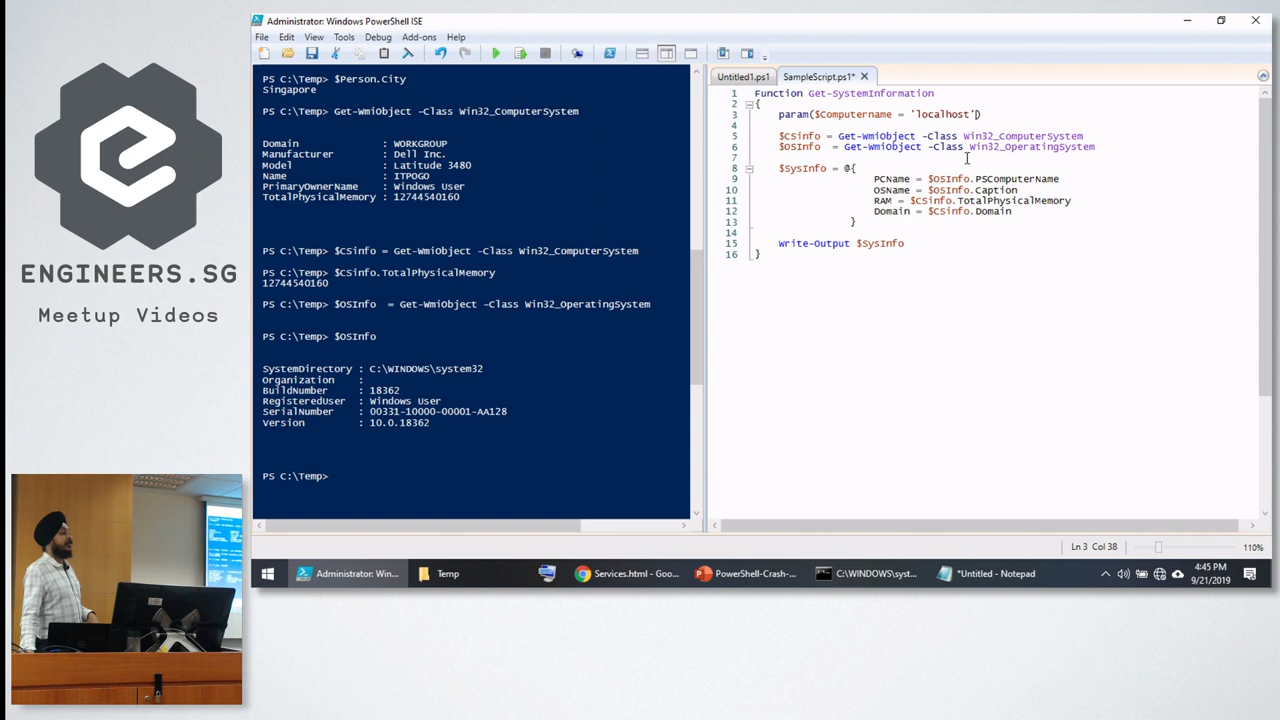 ENGINEERS.SG
Meetup Videos
Administrator: Windows PowerShell ISE
File Edit View Tools Debug Add-ons Help
PS C:\Temp> $Person.City
Singapore
PS C:\Temp> Get-WmiObject -Class Win32_ComputerSystem
Domain : WORKGROUP
Manufacturer : Dell Inc.
Model : Latitude 3480
Name : ITPOGO
PrimaryOwnerName : Windows User
TotalPhysicalMemory : 12744540160
PS C:\Temp> $CSinfo = Get-WmiObject -Class Win32_ComputerSystem
PS C:\Temp> $CSinfo.TotalPhysicalMemory
12744540160
PS C:\Temp> $OSInfo = Get-WmiObject -Class Win32_OperatingSystem
PS C:\Temp> $OSInfo
SystemDirectory : C:\WINDOWS\system32
Organization :
BuildNumber : 18362
RegisteredUser : Windows User
SerialNumber : 00331-10000-00001-AA128
Version : 10.0.18362
PS C:\Temp>
Untitled1.ps1 SampleScript.ps1*
1 Function Get-SystemInformation
2 {
3 param($Computername = 'localhost')
4
5 $CSinfo = Get-WmiObject -Class Win32_ComputerSystem
6 $OSInfo = Get-WmiObject -Class Win32_OperatingSystem
7
8 $SysInfo = @{
9 PCName = $OSInfo.PSComputerName
10 OSName = $OSInfo.Caption
11 RAM = $CSinfo.TotalPhysicalMemory
12 Domain = $CSinfo.Domain
13 }
14
15 Write-Output $SysInfo
16 }
Ln 3 Col 38 110%
Administrator: Win... Temp Services.html - Goo... PowerShell-Crash-... C:\WINDOWS\syst... *Untitled - Notepad
4:45 PM
9/21/2019